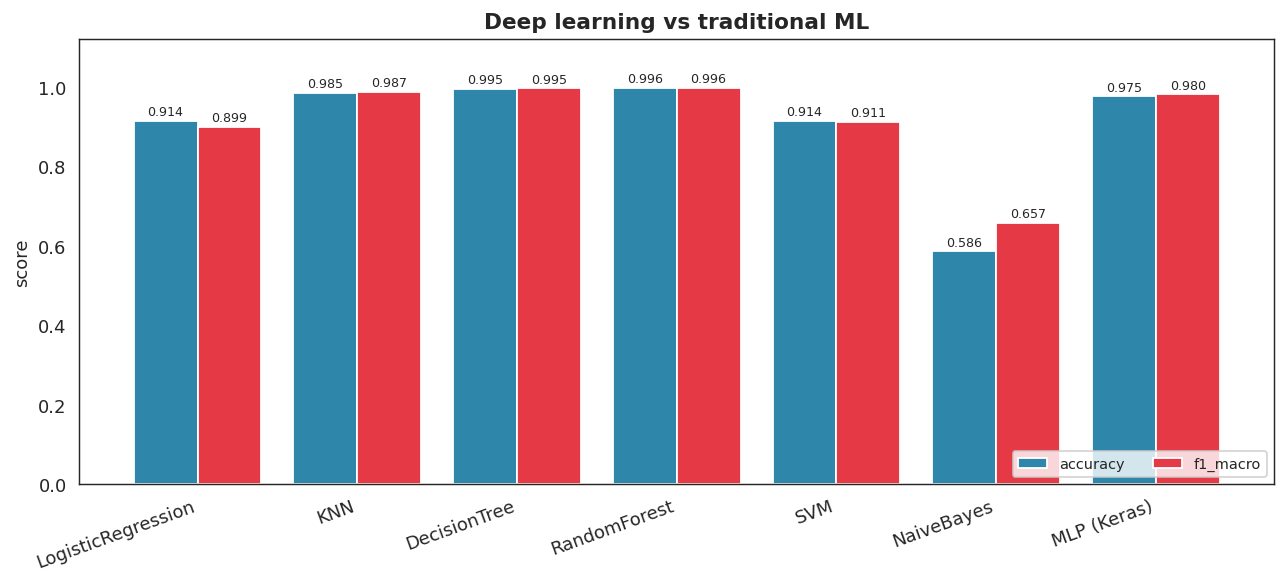 Deep learning vs traditional ML
score
1.0
0.8
0.6
0.4
0.2
0.0
0.914 0.899 0.985 0.987 0.995 0.995 0.996 0.996 0.914 0.911 0.586 0.657 0.975 0.980
accuracy f1_macro
LogisticRegression KNN DecisionTree RandomForest SVM NaiveBayes MLP (Keras)